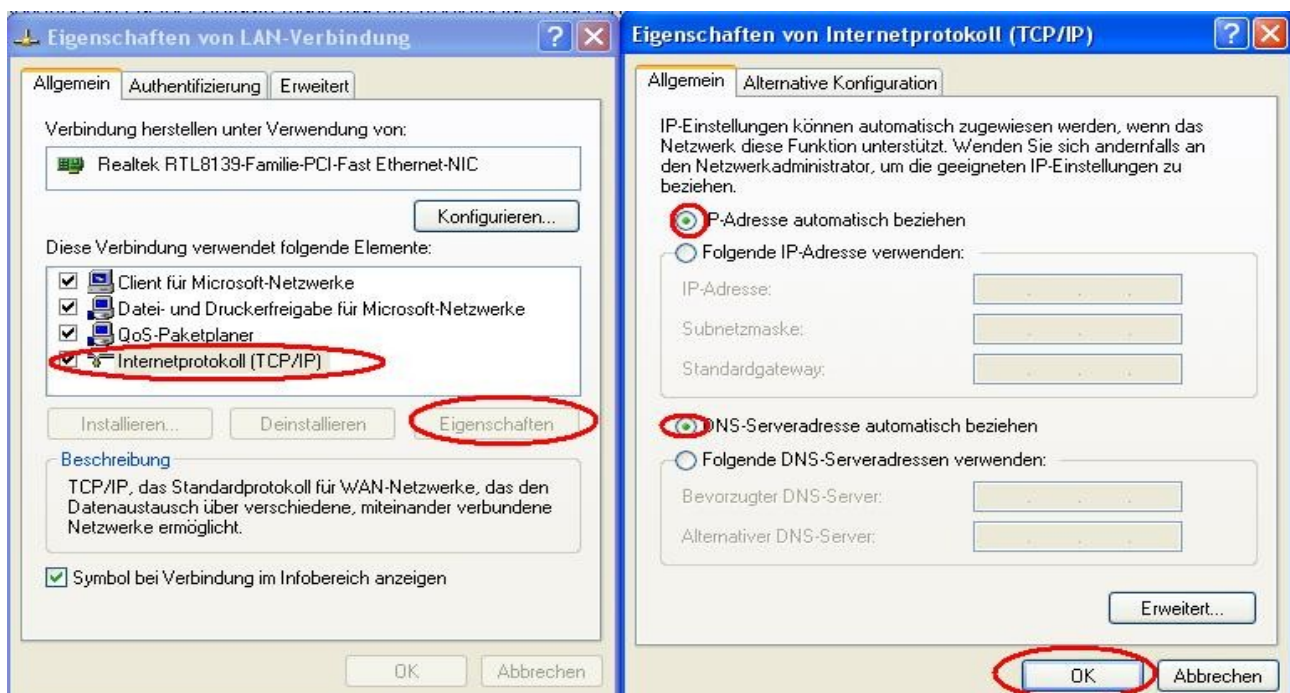 Eigenschaften von LAN-Verbindung
Allgemein
Authentifizierung
Erweitert
Verbindung herstellen unter Verwendung von:
Realtek RTL8139-Familie-PCI-Fast Ethernet-NIC
Konfigurieren...
Diese Verbindung verwendet folgende Elemente:
Client für Microsoft-Netzwerke
Datei- und Druckerfreigabe für Microsoft-Netzwerke
QoS-Paketplaner
Internetprotokoll (TCP/IP)
Installieren...
Deinstallieren
Eigenschaften
Beschreibung
TCP/IP, das Standardprotokoll für WAN-Netzwerke, das den
Datenaustausch über verschiedene, miteinander verbundene
Netzwerke ermöglicht.
Symbol bei Verbindung im Infobereich anzeigen
OK
Abbrechen
Eigenschaften von Internetprotokoll (TCP/IP)
Allgemein
Alternative Konfiguration
IP-Einstellungen können automatisch zugewiesen werden, wenn das
Netzwerk diese Funktion unterstützt. Wenden Sie sich andernfalls an
den Netzwerkadministrator, um die geeigneten IP-Einstellungen zu
beziehen.
IP-Adresse automatisch beziehen
Folgende IP-Adresse verwenden:
IP-Adresse:
Subnetzmaske:
Standardgateway:
DNS-Serveradresse automatisch beziehen
Folgende DNS-Serveradressen verwenden:
Bevorzugter DNS-Server:
Alternativer DNS-Server:
Erweitert...
OK
Abbrechen